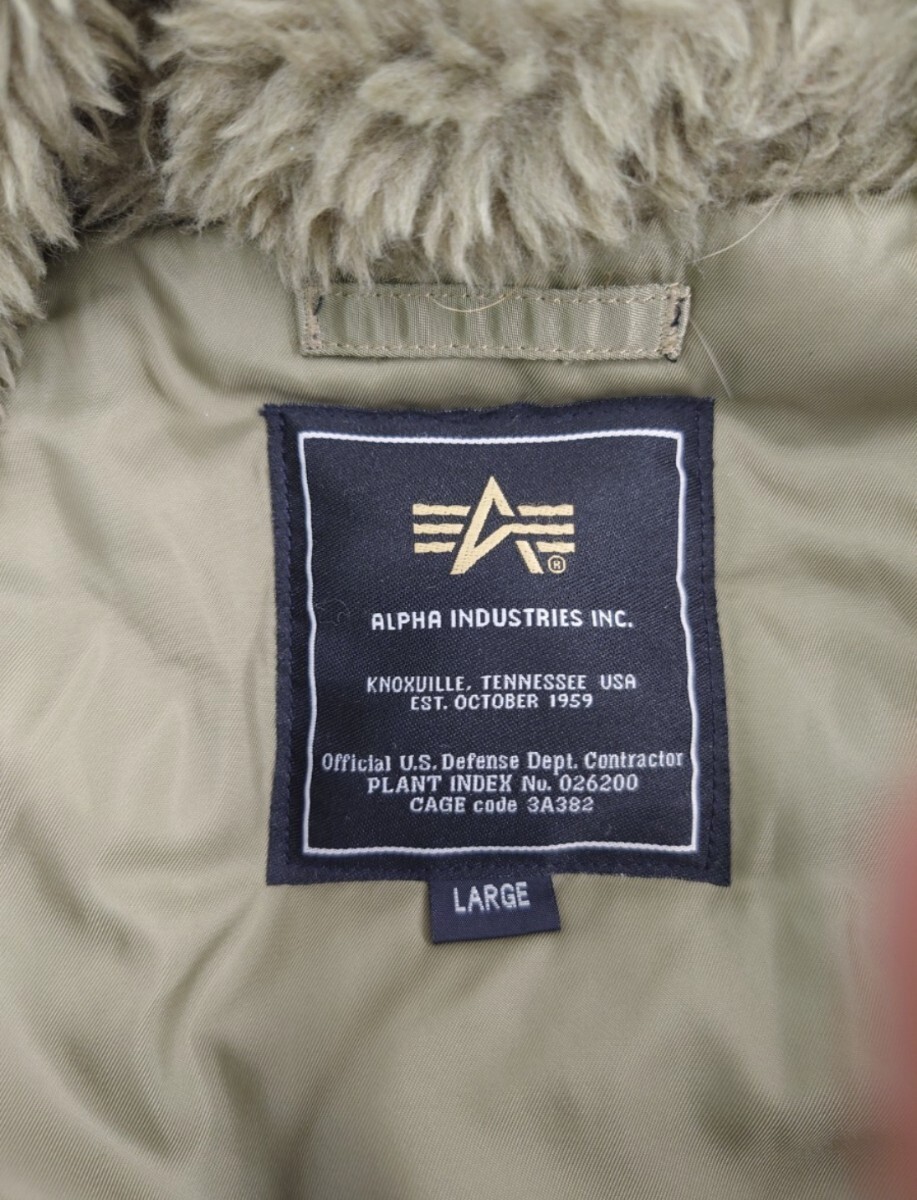 ®
ALPHA INDUSTRIES INC.
KNOXVILLE, TENNESSEE USA
EST. OCTOBER 1959
Official U.S. Defense Dept. Contractor
PLANT INDEX No. 026200
CAGE code 3A382
LARGE